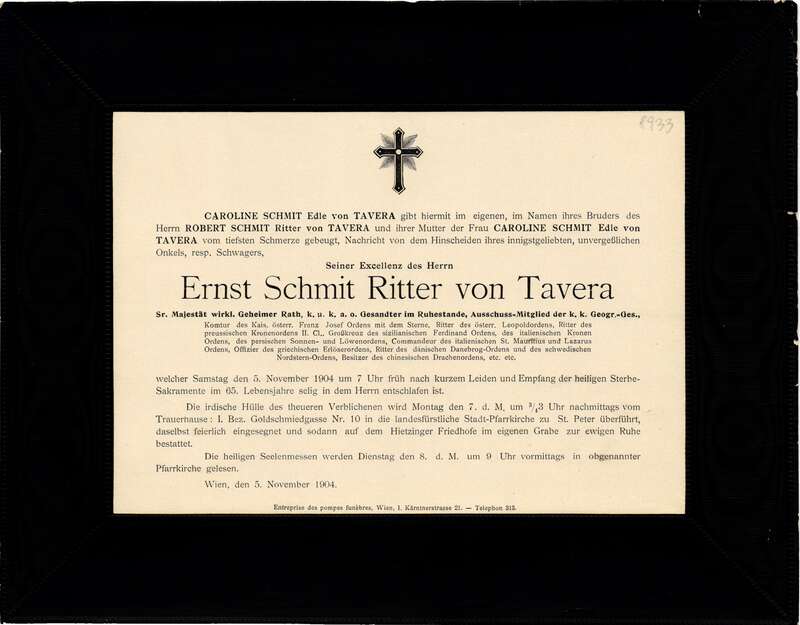 8933
CAROLINE SCHMIT Edle von TAVERA gibt hiermit im eigenen, im Namen ihres Bruders des
Herrn ROBERT SCHMIT Ritter von TAVERA und ihrer Mutter der Frau CAROLINE SCHMIT Edle von
TAVERA vom tiefsten Schmerze gebeugt, Nachricht von dem Hinscheiden ihres innigstgeliebten, unvergeßlichen
Onkels, resp. Schwagers,
Seiner Excellenz des Herrn
Ernst Schmit Ritter von Tavera
Sr. Majestät wirkl. Geheimer Rath, k. u. k. a. o. Gesandter im Ruhestande, Ausschuss-Mitglied der k. k. Geogr.-Ges.,
Komtur des Kais. österr. Franz Josef Ordens mit dem Sterne, Ritter des österr. Leopoldordens, Ritter des
preussischen Kronenordens II. Cl., Großkreuz des sizilianischen Ferdinand Ordens, des italienischen Kronen
Ordens, des persischen Sonnen- und Löwenordens, Commandeur des italienischen St. Mauritius und Lazarus
Ordens, Offizier des griechischen Erlöserordens, Ritter des dänischen Danebrog-Ordens und des schwedischen
Nordstern-Ordens, Besitzer des chinesischen Drachenordens, etc. etc.
welcher Samstag den 5. November 1904 um 7 Uhr früh nach kurzem Leiden und Empfang der heiligen Sterbe-
Sakramente im 65. Lebensjahre selig in dem Herrn entschlafen ist.
Die irdische Hülle des theueren Verblichenen wird Montag den 7. d. M. um 3/43 Uhr nachmittags vom
Trauerhause: I. Bez. Goldschmiedgasse Nr. 10 in die landesfürstliche Stadt-Pfarrkirche zu St. Peter überführt,
daselbst feierlich eingesegnet und sodann auf dem Hietzinger Friedhofe im eigenen Grabe zur ewigen Ruhe
bestattet.
Die heiligen Seelenmessen werden Dienstag den 8. d. M. um 9 Uhr vormittags in obgenannter
Pfarrkirche gelesen.
Wien, den 5. November 1904.
Entreprise des pompes funèbres, Wien, I. Kärntnerstrasse 21. — Telephon 313.